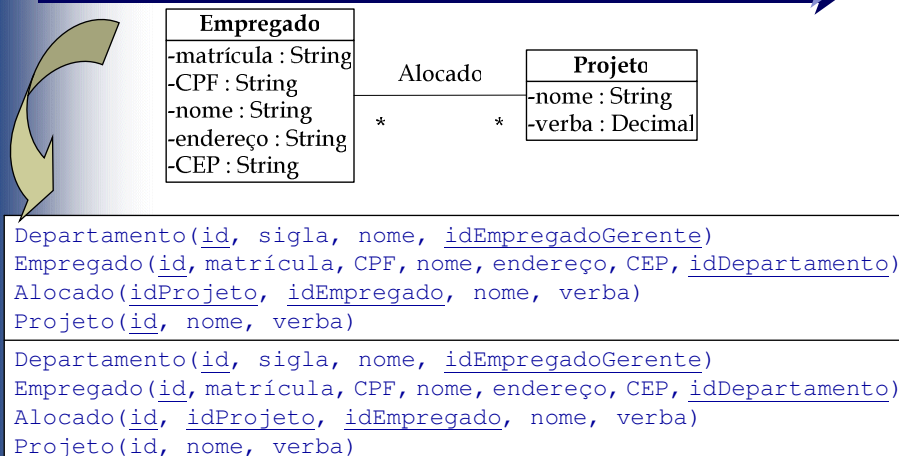 Empregado
-matrícula : String
-CPF : String
-nome : String
-endereço : String
-CEP : String
Alocado
* *
Projeto
-nome : String
-verba : Decimal
Departamento(id, sigla, nome, idEmpregadoGerente)
Empregado(id, matrícula, CPF, nome, endereço, CEP, idDepartamento)
Alocado(idProjeto, idEmpregado, nome, verba)
Projeto(id, nome, verba)
Departamento(id, sigla, nome, idEmpregadoGerente)
Empregado(id, matrícula, CPF, nome, endereço, CEP, idDepartamento)
Alocado(id, idProjeto, idEmpregado, nome, verba)
Projeto(id, nome, verba)